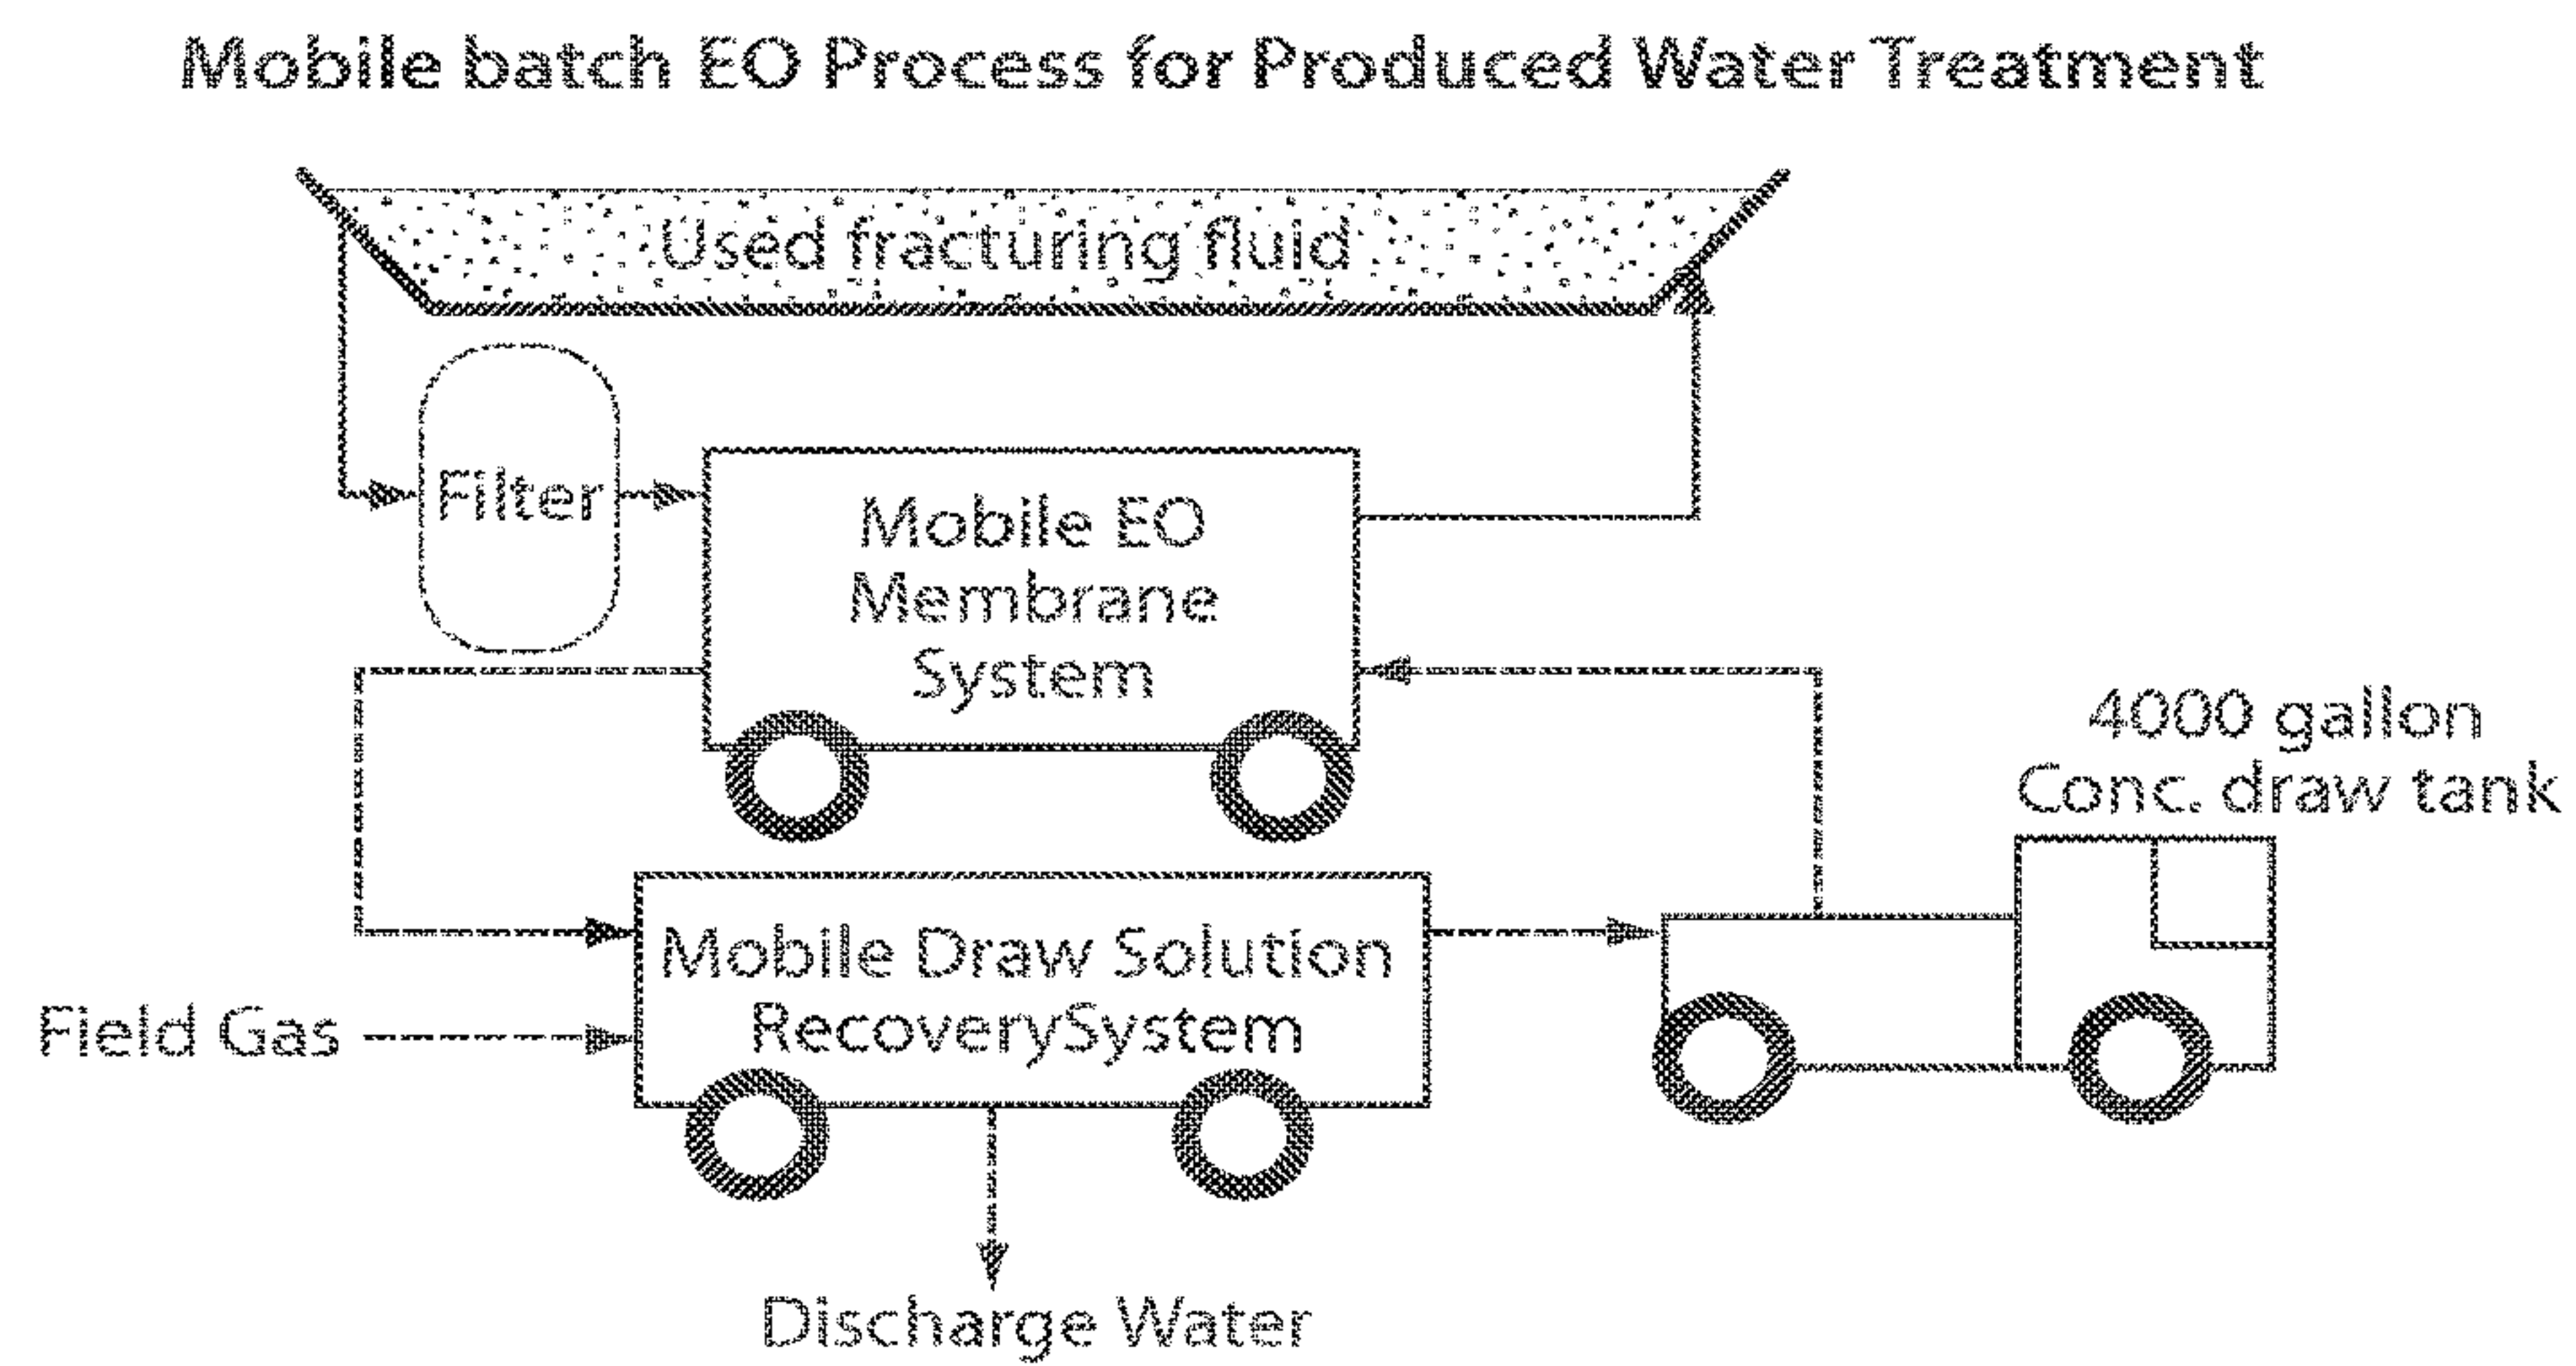 Mobile batch EO Process for Produced Water Treatment
Used fracturing fluid
Filter
Mobile EO
Membrane
System
4000 gallon
Conc. draw tank
Mobile Draw Solution
RecoverySystem
Field Gas
Discharge Water